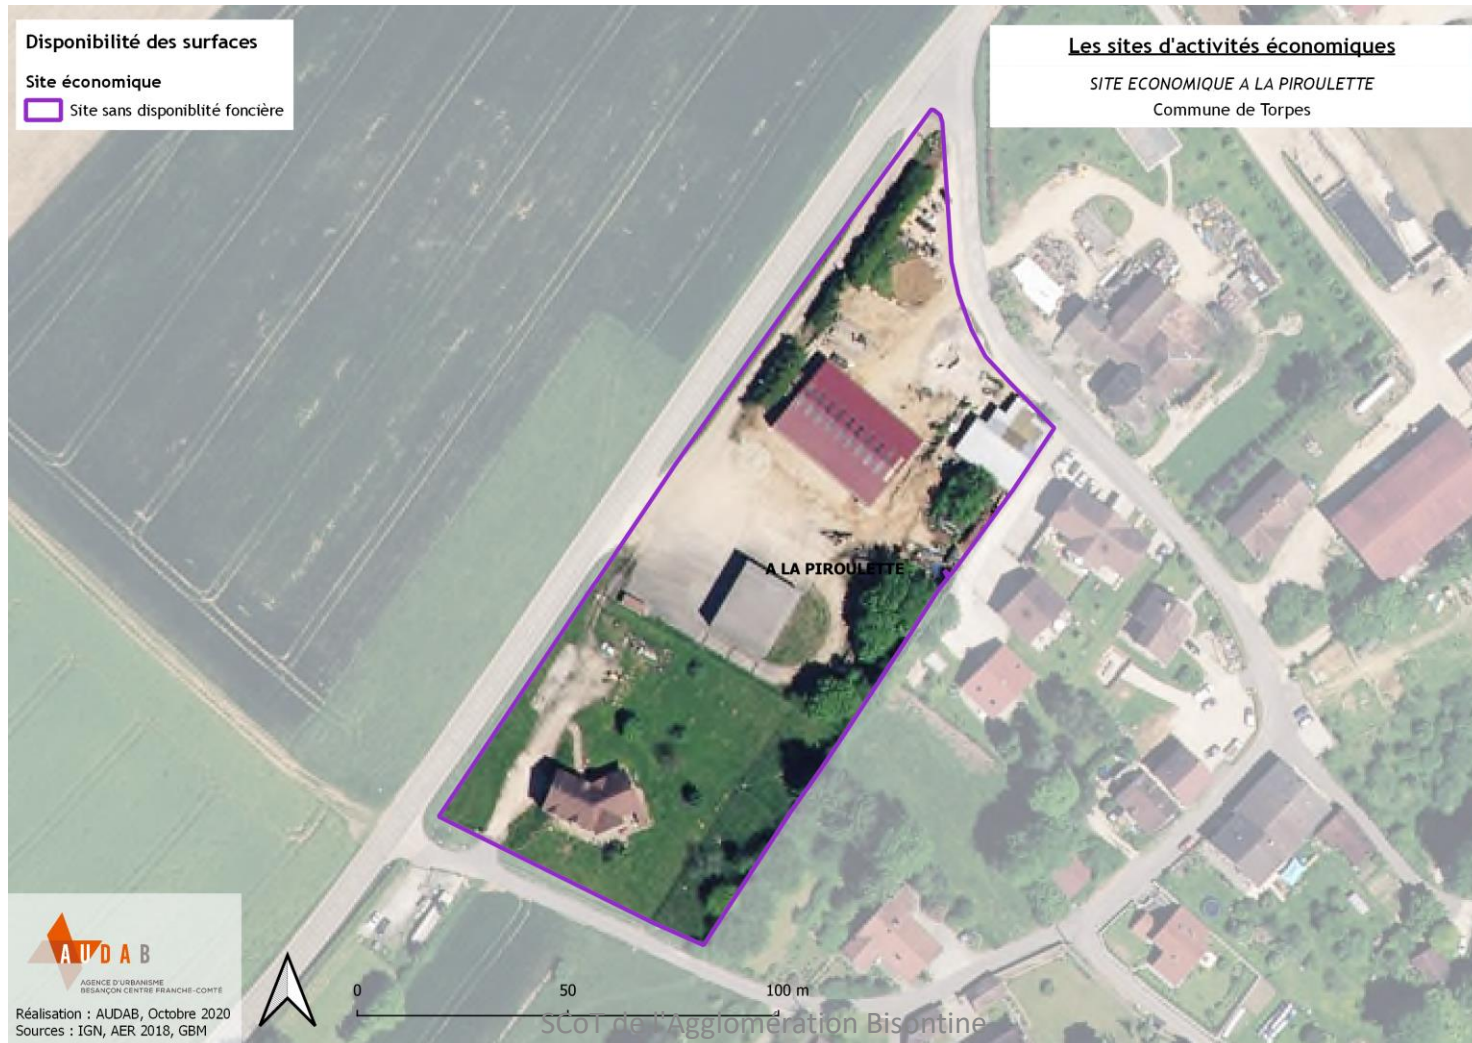 Disponibilité des surfaces
Site économique
Site sans disponiblité foncière
Les sites d'activités économiques
SITE ECONOMIQUE A LA PIROULETTE
Commune de Torpes
A LA PIROULETTE
AUDAB
AGENCE D'URBANISME
BESANÇON CENTRE FRANCHE-COMTÉ
Réalisation : AUDAB, Octobre 2020
Sources : IGN, AER 2018, GBM
0 50 100 m
SCoT de l'Agglomération Bisontine